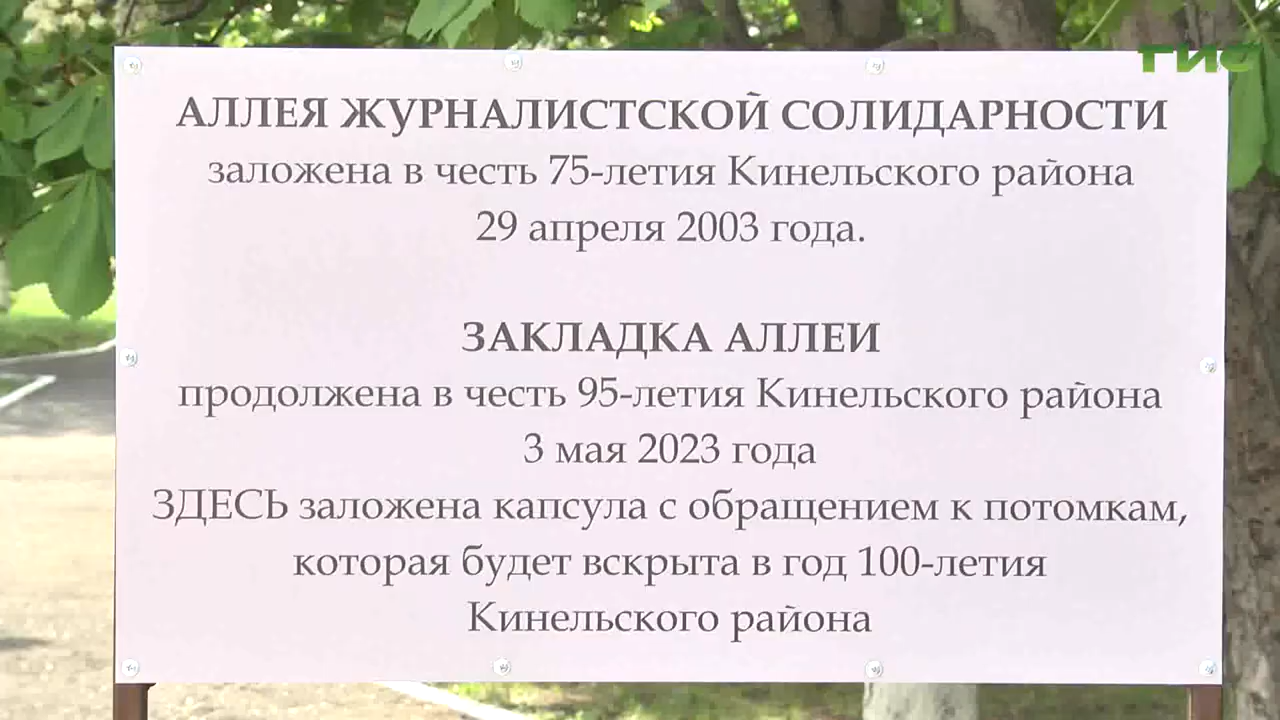 ГИС
АЛЛЕЯ ЖУРНАЛИСТСКОЙ СОЛИДАРНОСТИ
заложена в честь 75-летия Кинельского района
29 апреля 2003 года.
ЗАКЛАДКА АЛЛЕИ
продолжена в честь 95-летия Кинельского района
3 мая 2023 года
ЗДЕСЬ заложена капсула с обращением к потомкам,
которая будет вскрыта в год 100-летия
Кинельского района